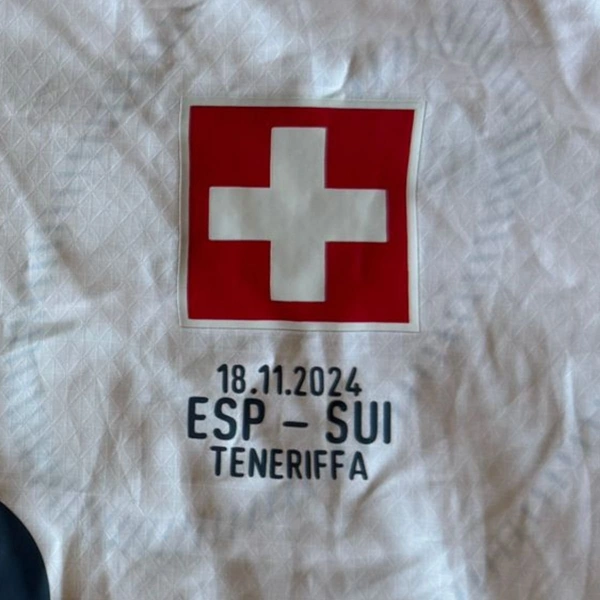 18.11.2024
ESP – SUI
TENERIFFA